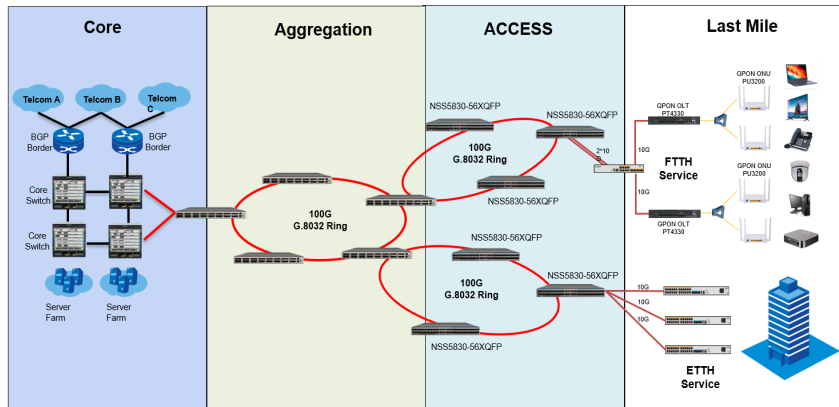 Core
Aggregation
ACCESS
Last Mile
Telcom A
Telcom B
Telcom
C
BGP
Border
BGP
Border
Core
Switch
Core
Switch
Server
Farm
Server
Farm
100G
G.8032 Ring
NSS5830-56XQFP
NSS5830-56XQFP
100G
G.8032 Ring
NSS5830-56XQFP
2*10
G
NSS5830-56XQFP
NSS5830-56XQFP
100G
G.8032 Ring
NSS5830-56XQFP
GPON OLT
PT4330
GPON ONU
PU3200
10G
FTTH
Service
10G
GPON ONU
PU3200
GPON OLT
PT4330
10G
10G
10G
ETTH
Service